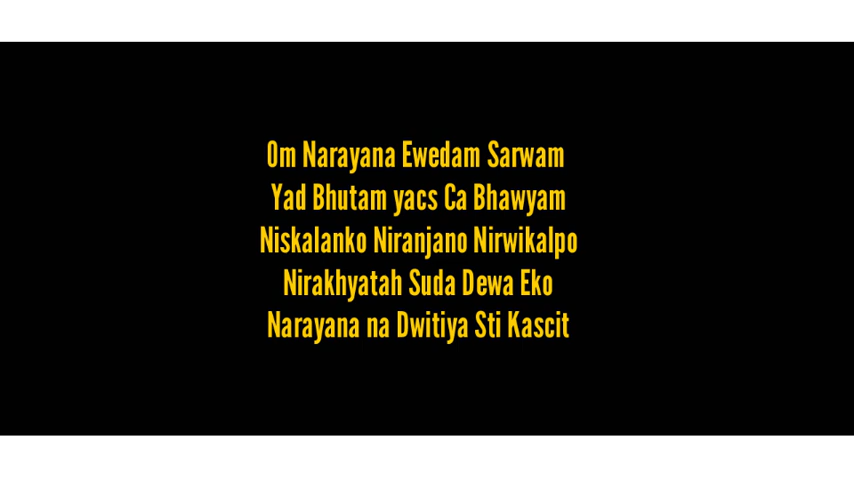 Om Narayana Ewedam Sarwam
Yad Bhutam yacs Ca Bhawyam
Niskalanko Niranjano Nirwikalpo
Nirakhyatah Suda Dewa Eko
Narayana na Dwitiya Sti Kascit